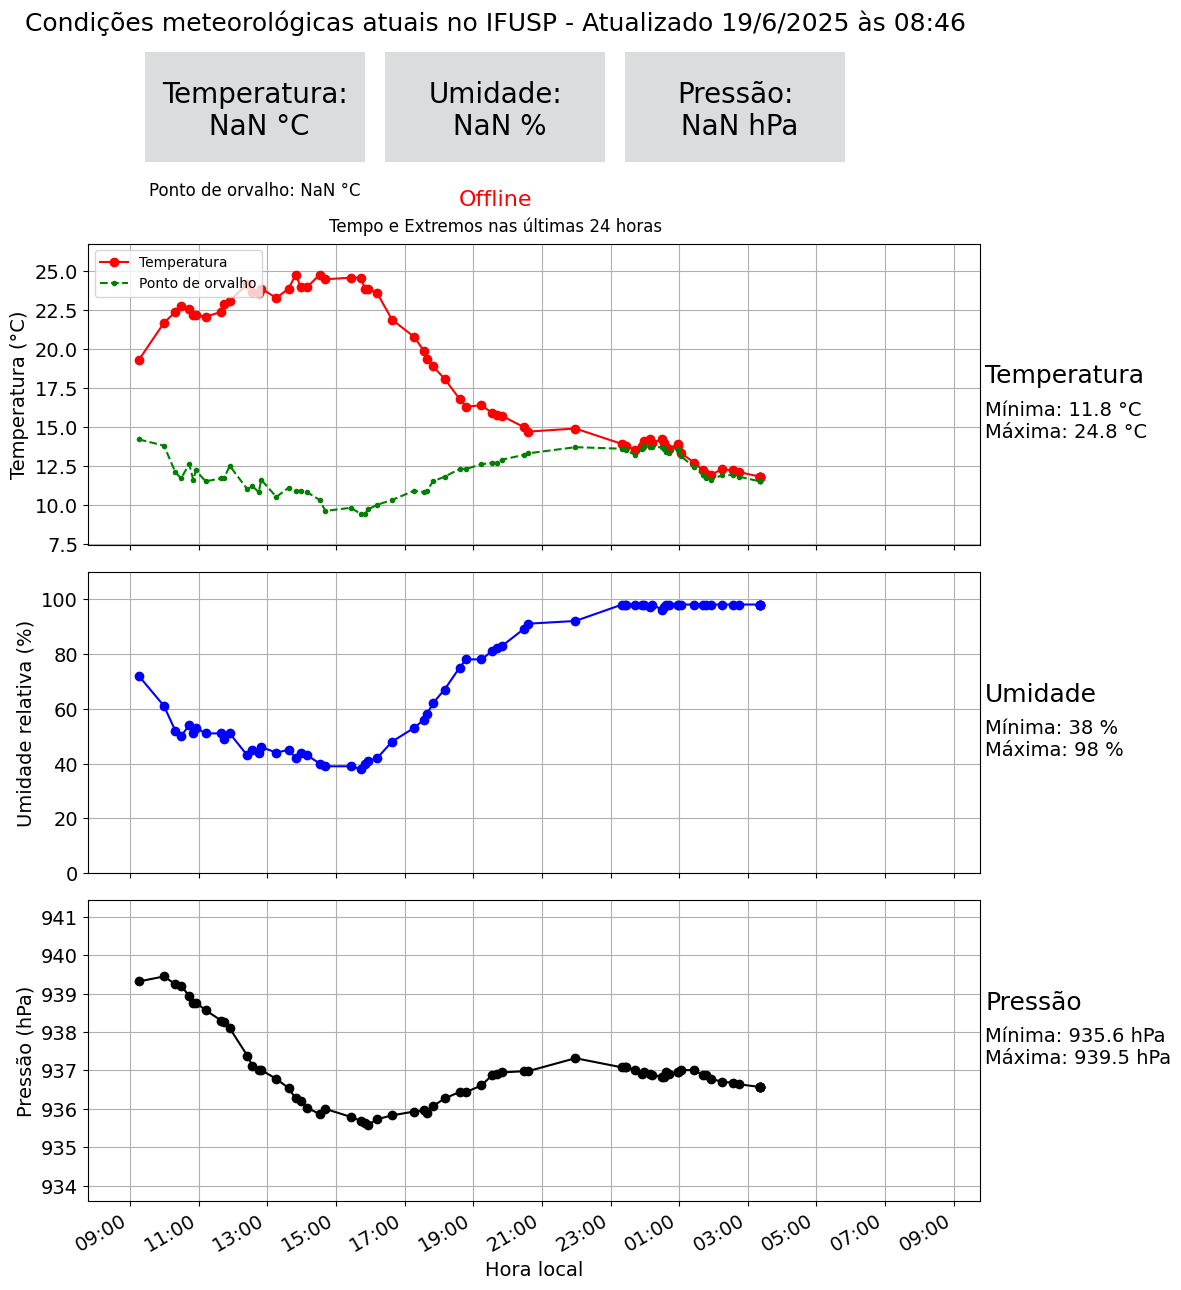 Condições meteorológicas atuais no IFUSP - Atualizado 19/6/2025 às 08:46
Temperatura:
NaN °C
Umidade:
NaN %
Pressão:
NaN hPa
Ponto de orvalho: NaN °C
Offline
Tempo e Extremos nas últimas 24 horas
Temperatura
Ponto de orvalho
Temperatura (°C)
25.0
22.5
20.0
17.5
15.0
12.5
10.0
7.5
Temperatura
Mínima: 11.8 °C
Máxima: 24.8 °C
Umidade relativa (%)
100
80
60
40
20
0
Umidade
Mínima: 38 %
Máxima: 98 %
Pressão (hPa)
941
940
939
938
937
936
935
934
Pressão
Mínima: 935.6 hPa
Máxima: 939.5 hPa
09:00 11:00 13:00 15:00 17:00 19:00 21:00 23:00 01:00 03:00 05:00 07:00 09:00
Hora local